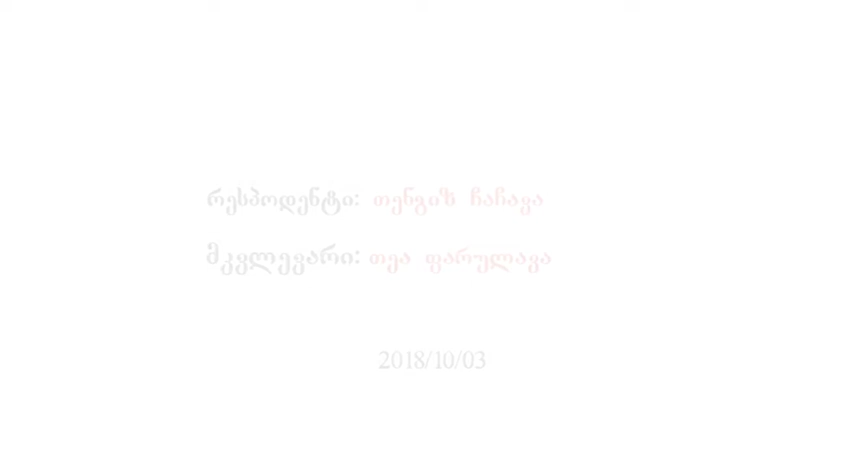 რესპოდენტი: თენგიზ ჩაჩავა
მკვლევარი: თეა ფარულავა
2018/10/03